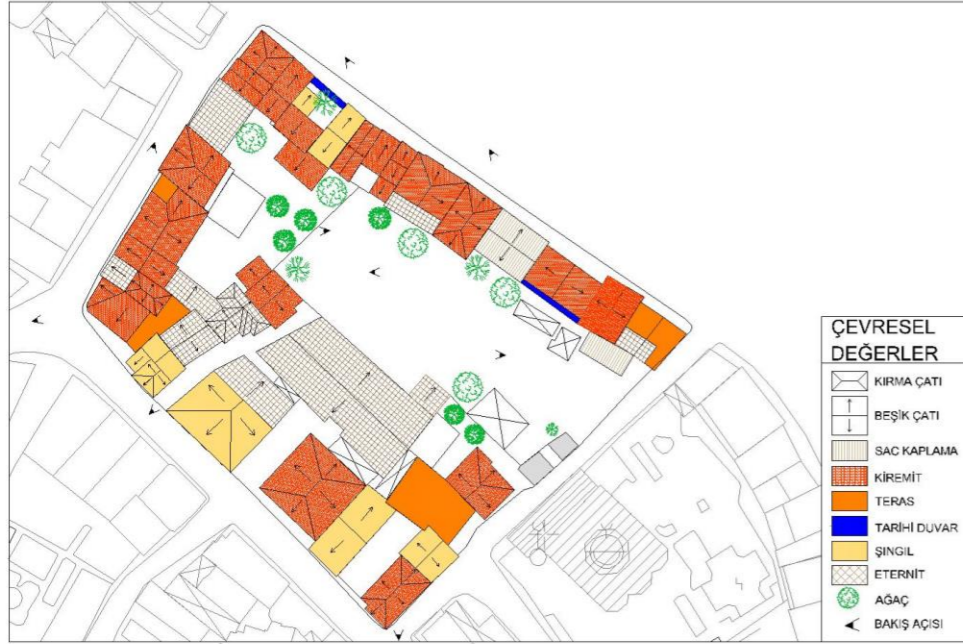 ÇEVRESEL
DEĞERLER
KIRMA ÇATI
BEŞİK ÇATI
SAC KAPLAMA
KİREMİT
TERAS
TARİHİ DUVAR
ŞINGIL
ETERNİT
AĞAÇ
BAKIŞ AÇISI